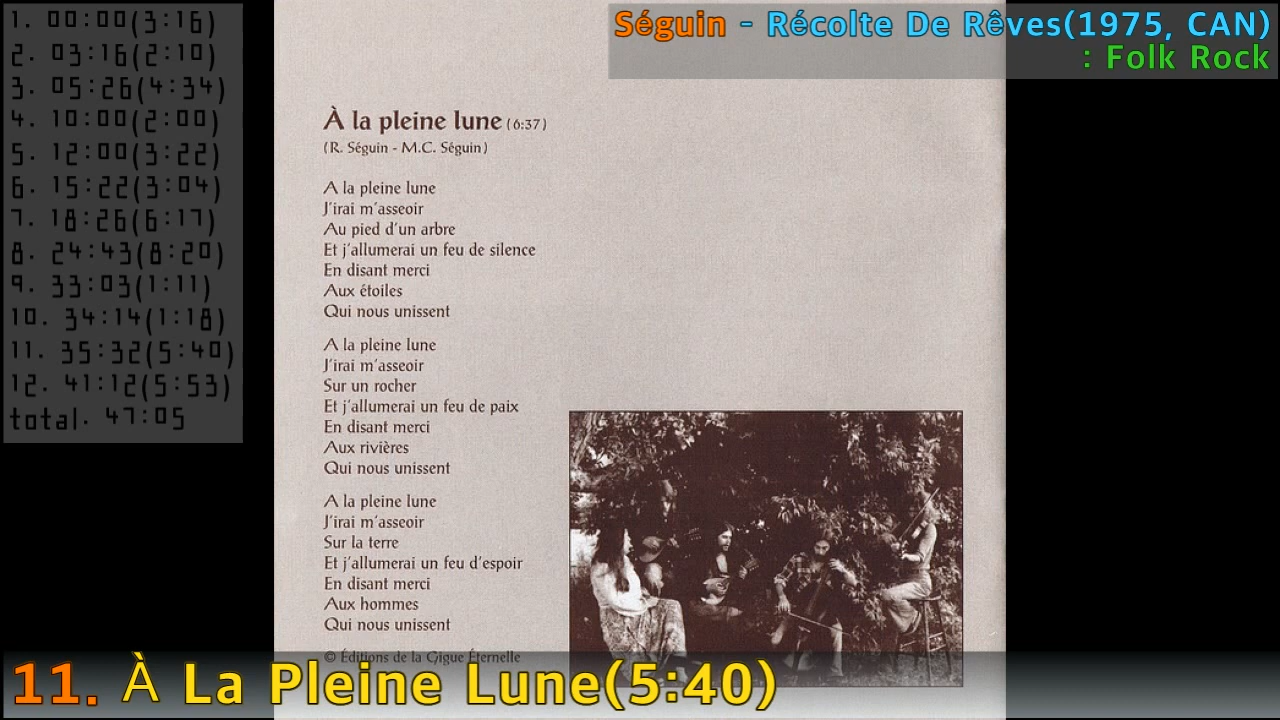 1. 00:00(3:16)
2. 03:16(2:10)
3. 05:26(4:34)
4. 10:00(2:00)
5. 12:00(3:22)
6. 15:22(3:04)
7. 18:26(6:17)
8. 24:43(8:20)
9. 33:03(1:11)
10. 34:14(1:18)
11. 35:32(5:40)
12. 41:12(5:53)
total. 47:05
Séguin - Récolte De Rêves(1975, CAN)
: Folk Rock
À la pleine lune (6:37)
(R. Séguin - M.C. Séguin)
A la pleine lune
J'irai m'asseoir
Au pied d'un arbre
Et j'allumerai un feu de silence
En disant merci
Aux étoiles
Qui nous unissent
A la pleine lune
J'irai m'asseoir
Sur un rocher
Et j'allumerai un feu de paix
En disant merci
Aux rivières
Qui nous unissent
A la pleine lune
J'irai m'asseoir
Sur la terre
Et j'allumerai un feu d'espoir
En disant merci
Aux hommes
Qui nous unissent
© Éditions de la Gigue Éternelle
11. À La Pleine Lune(5:40)